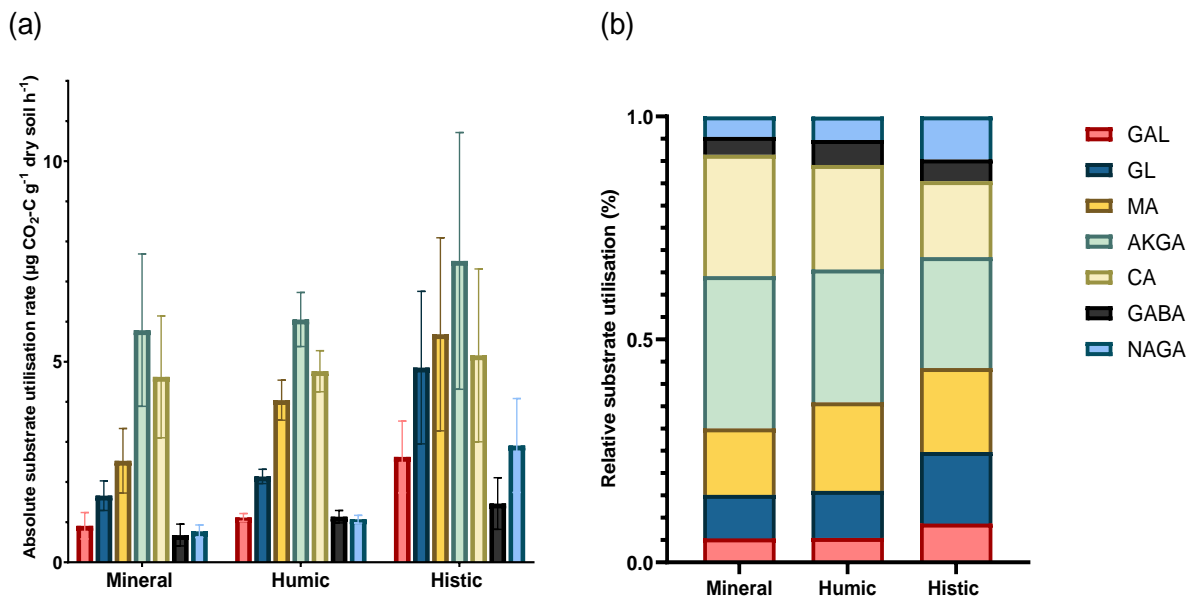 (a)
(b)
Absolute substrate utilisation rate (µg CO₂-C g⁻¹ dry soil h⁻¹)
10
5
0
Mineral Humic Histic
Relative substrate utilisation (%)
1.0
0.5
0.0
Mineral Humic Histic
GAL
GL
MA
AKGA
CA
GABA
NAGA